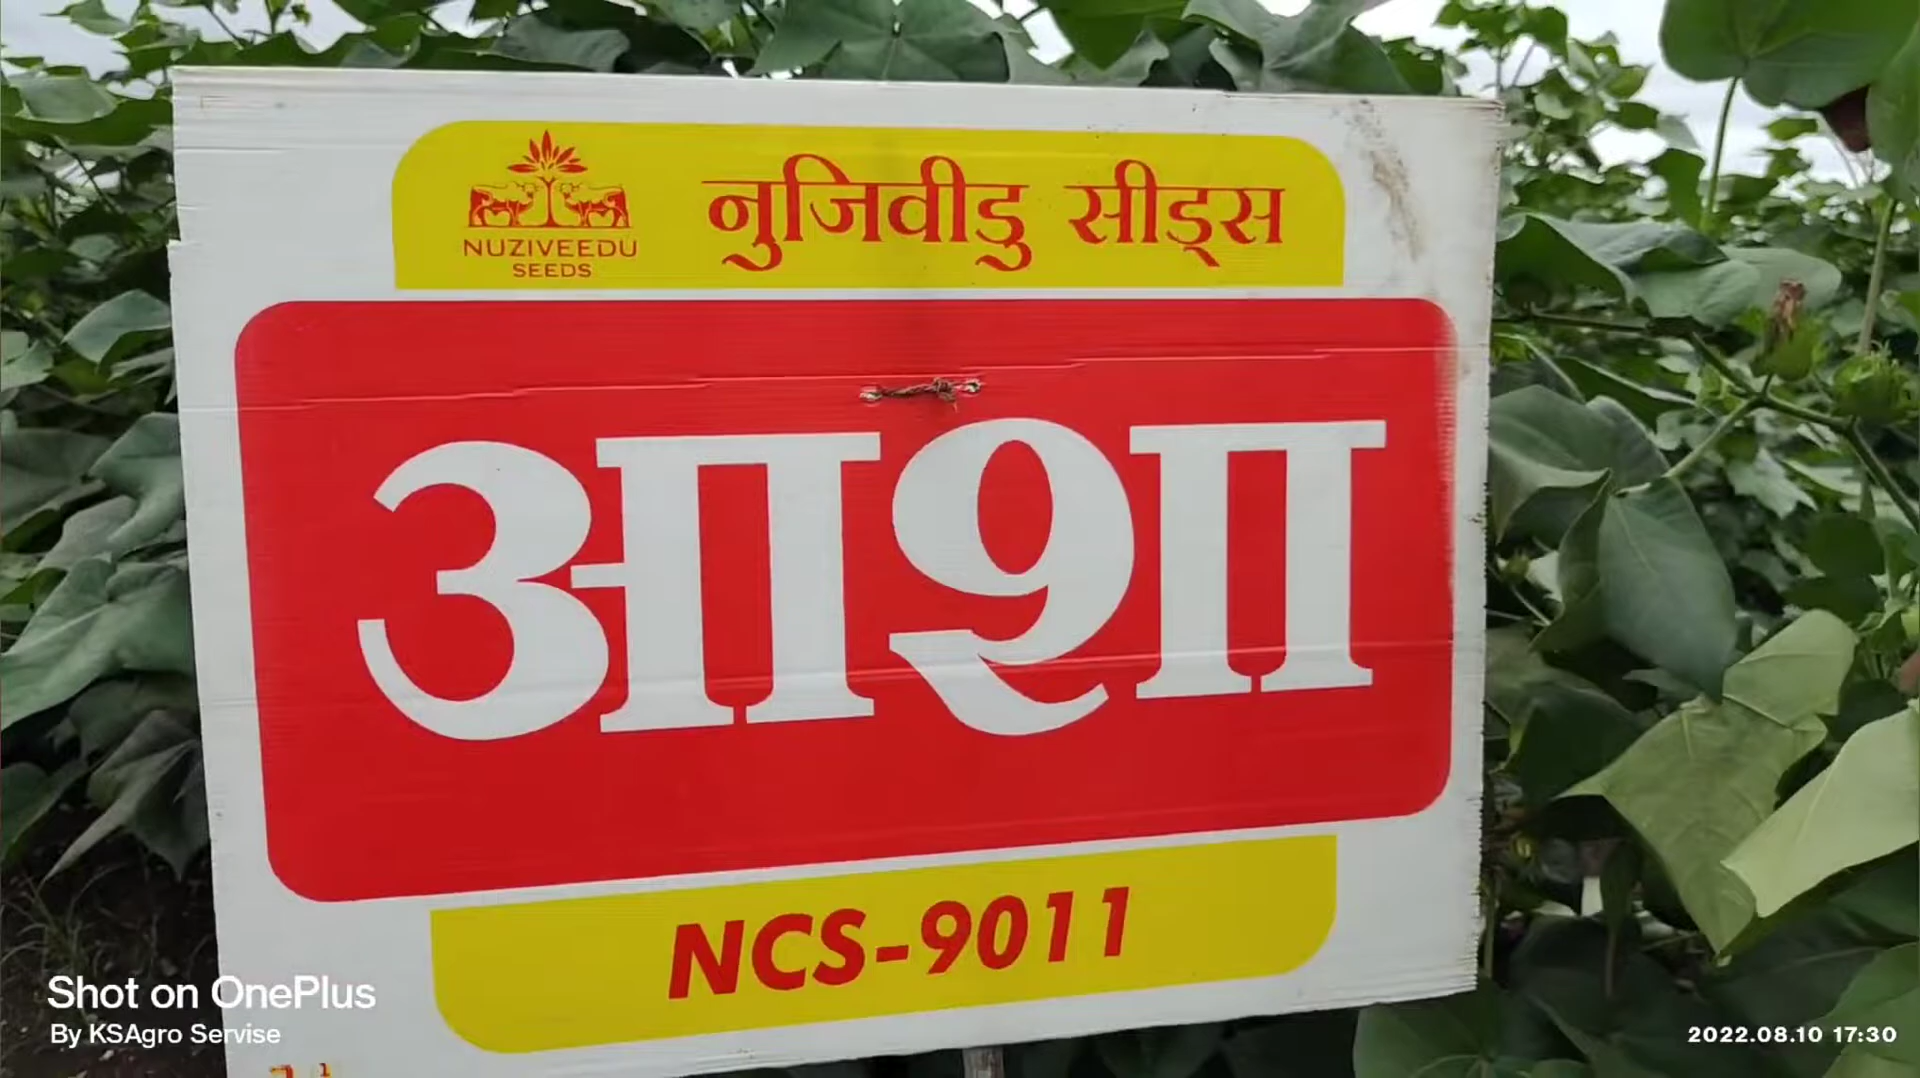 NUZIVEEDU
SEEDS
नुजिवीडु सीड्स
आशा
NCS-9011
Shot on OnePlus
By KSAgro Servise
2022.08.10 17:30